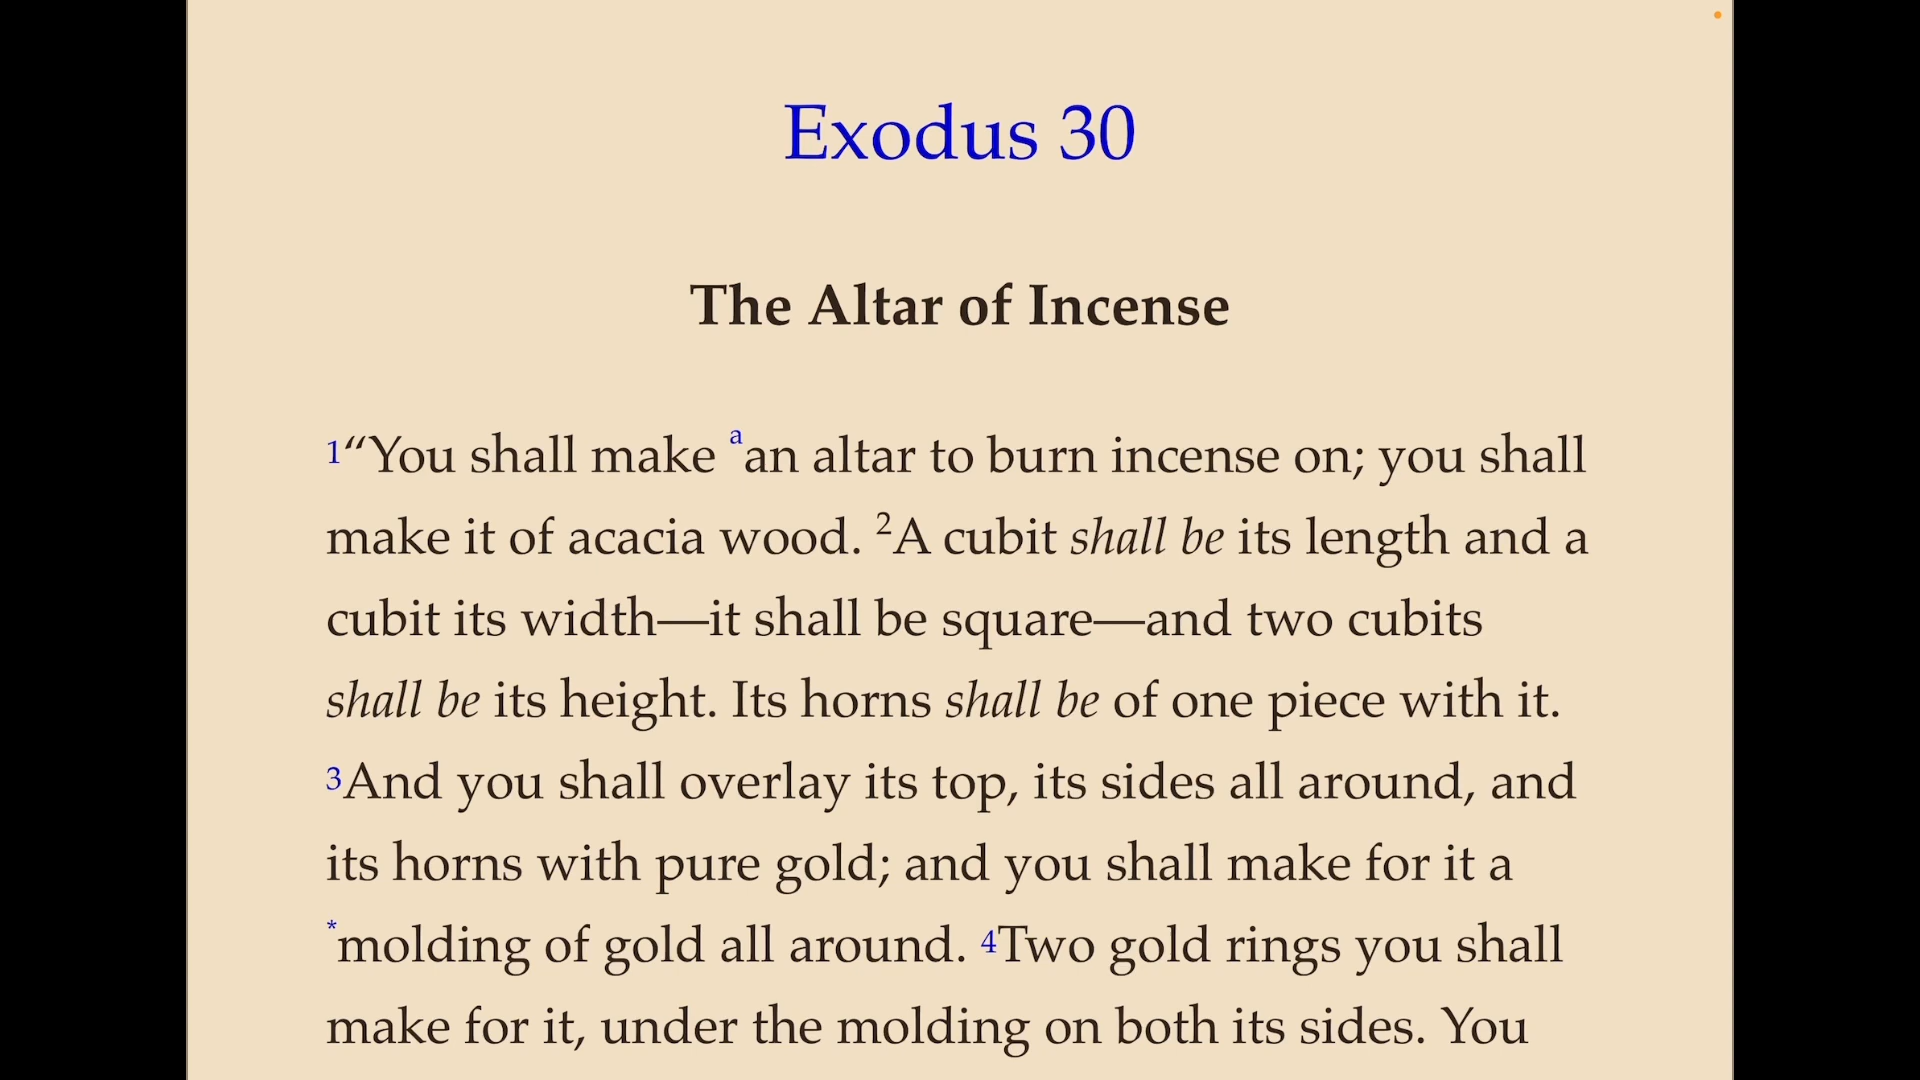 Exodus 30
The Altar of Incense
1“You shall make aan altar to burn incense on; you shall
make it of acacia wood. 2A cubit shall be its length and a
cubit its width—it shall be square—and two cubits
shall be its height. Its horns shall be of one piece with it.
3And you shall overlay its top, its sides all around, and
its horns with pure gold; and you shall make for it a
*molding of gold all around. 4Two gold rings you shall
make for it, under the molding on both its sides. You